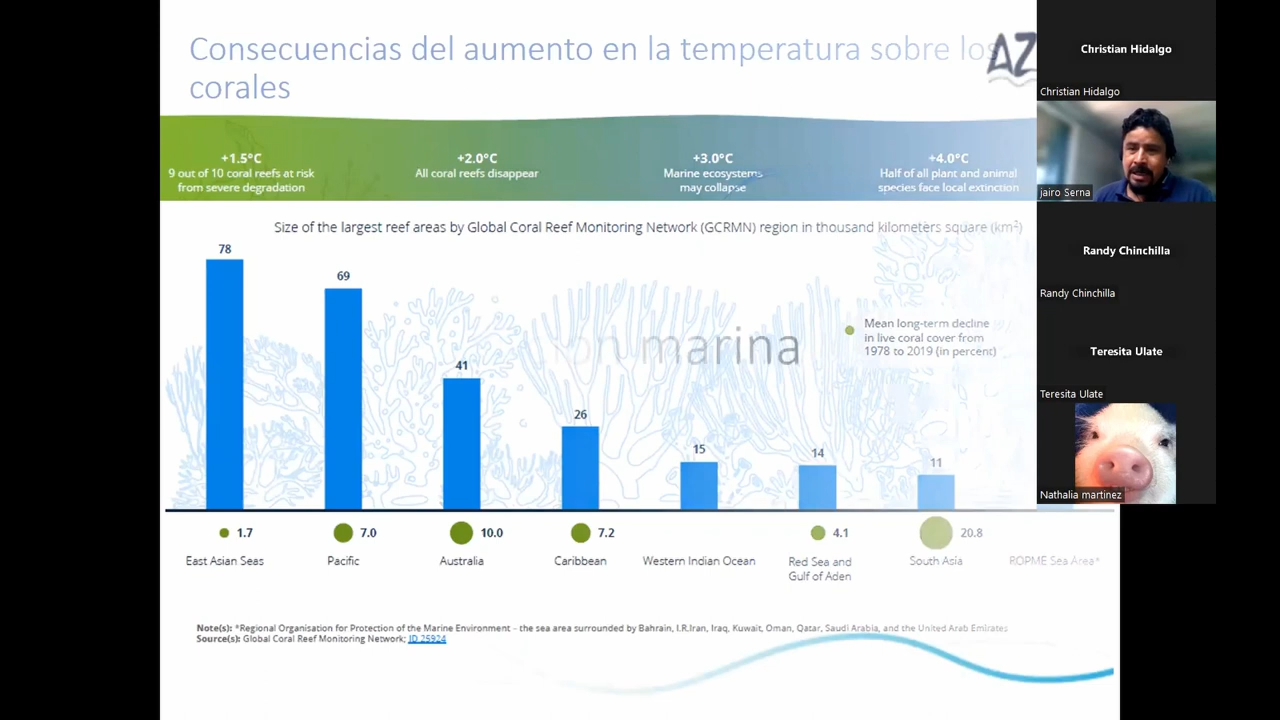 Consecuencias del aumento en la temperatura sobre los
corales
AZ
+1.5°C
9 out of 10 coral reefs at risk
from severe degradation
+2.0°C
All coral reefs disappear
+3.0°C
Marine ecosystems
may collapse
+4.0°C
Half of all plant and animal
species face local extinction
Size of the largest reef areas by Global Coral Reef Monitoring Network (GCRMN) region in thousand kilometers square (km²)
78
69
41
26
15
14
11
Mean long-term decline
in live coral cover from
1978 to 2019 (in percent)
marina
1.7
7.0
10.0
7.2
4.1
20.8
East Asian Seas
Pacific
Australia
Caribbean
Western Indian Ocean
Red Sea and
Gulf of Aden
South Asia
ROPME Sea Area*
Note(s): *Regional Organisation for Protection of the Marine Environment – the sea area surrounded by Bahrain, I.R.Iran, Iraq, Kuwait, Oman, Qatar, Saudi Arabia, and the United Arab Emirates
Source(s): Global Coral Reef Monitoring Network; ID 25924
Christian Hidalgo
Christian Hidalgo
jairo Serna
Randy Chinchilla
Randy Chinchilla
Teresita Ulate
Teresita Ulate
Nathalia martinez